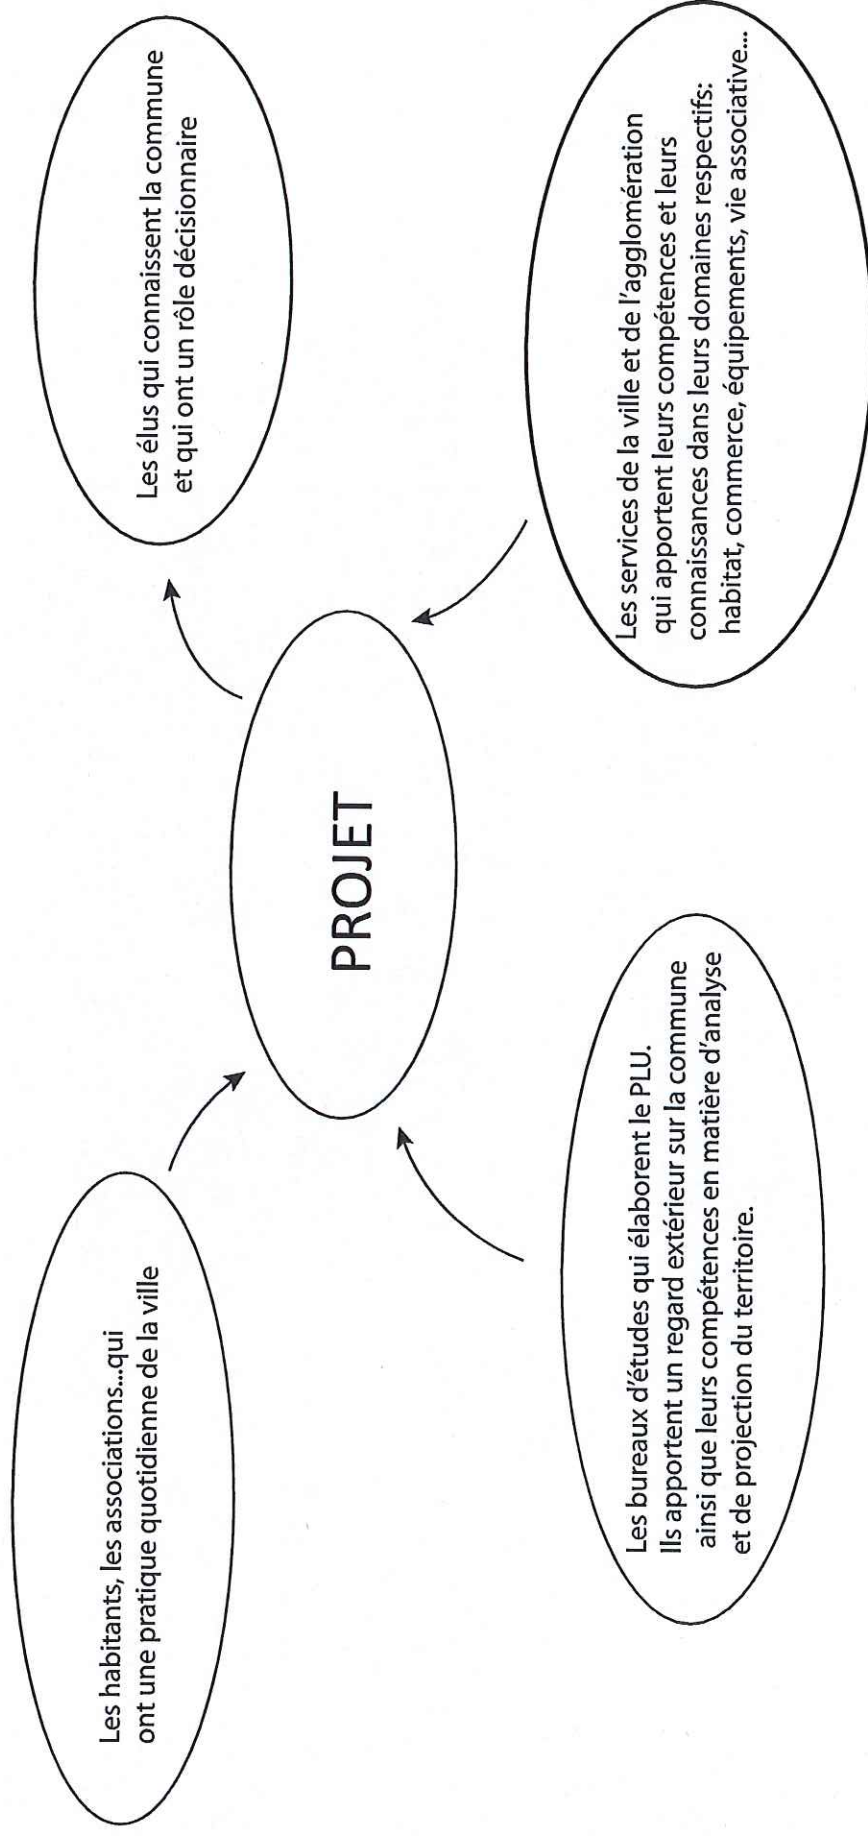 Les habitants, les associations...qui
ont une pratique quotidienne de la ville
Les élus qui connaissent la commune
et qui ont un rôle décisionnaire
PROJET
Les bureaux d'études qui élaborent le PLU.
Ils apportent un regard extérieur sur la commune
ainsi que leurs compétences en matière d'analyse
et de projection du territoire.
Les services de la ville et de l'agglomération
qui apportent leurs compétences et leurs
connaissances dans leurs domaines respectifs:
habitat, commerce, équipements, vie associative...